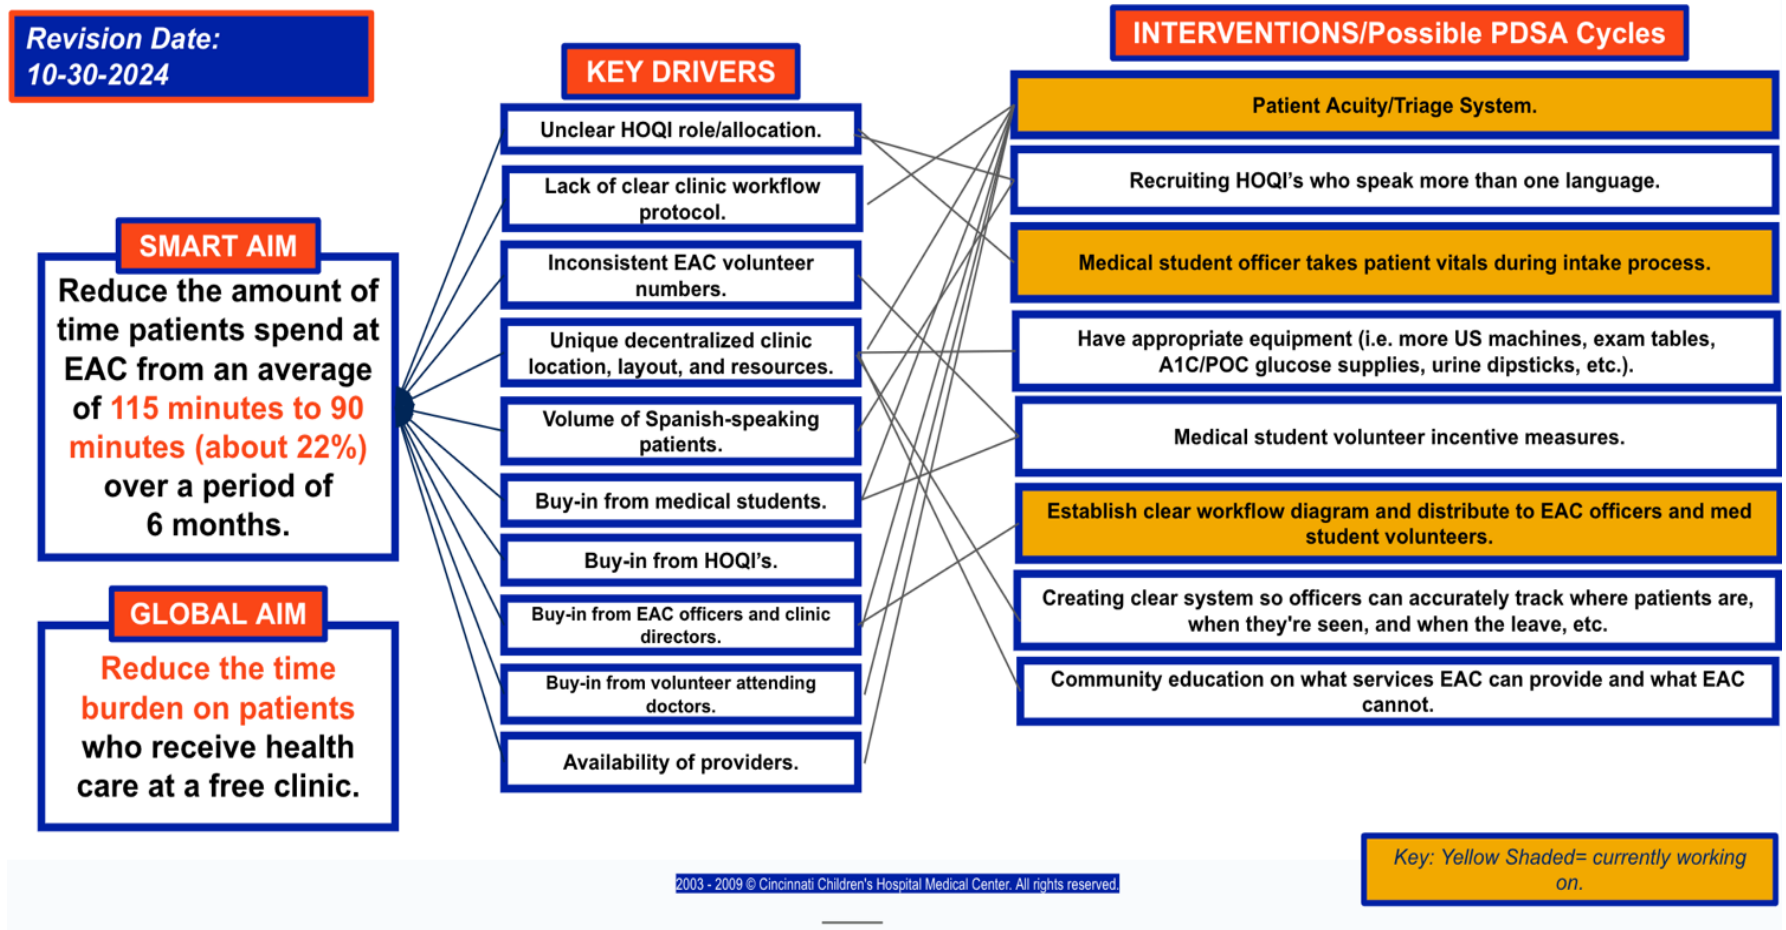 Revision Date:
10-30-2024
SMART AIM
Reduce the amount of
time patients spend at
EAC from an average
of 115 minutes to 90
minutes (about 22%)
over a period of
6 months.
GLOBAL AIM
Reduce the time
burden on patients
who receive health
care at a free clinic.
KEY DRIVERS
Unclear HOQI role/allocation.
Lack of clear clinic workflow
protocol.
Inconsistent EAC volunteer
numbers.
Unique decentralized clinic
location, layout, and resources.
Volume of Spanish-speaking
patients.
Buy-in from medical students.
Buy-in from HOQI's.
Buy-in from EAC officers and clinic
directors.
Buy-in from volunteer attending
doctors.
Availability of providers.
INTERVENTIONS/Possible PDSA Cycles
Patient Acuity/Triage System.
Recruiting HOQI's who speak more than one language.
Medical student officer takes patient vitals during intake process.
Have appropriate equipment (i.e. more US machines, exam tables,
A1C/POC glucose supplies, urine dipsticks, etc.).
Medical student volunteer incentive measures.
Establish clear workflow diagram and distribute to EAC officers and med
student volunteers.
Creating clear system so officers can accurately track where patients are,
when they're seen, and when the leave, etc.
Community education on what services EAC can provide and what EAC
cannot.
Key: Yellow Shaded= currently working
on.
2003 - 2009 © Cincinnati Children's Hospital Medical Center. All rights reserved.